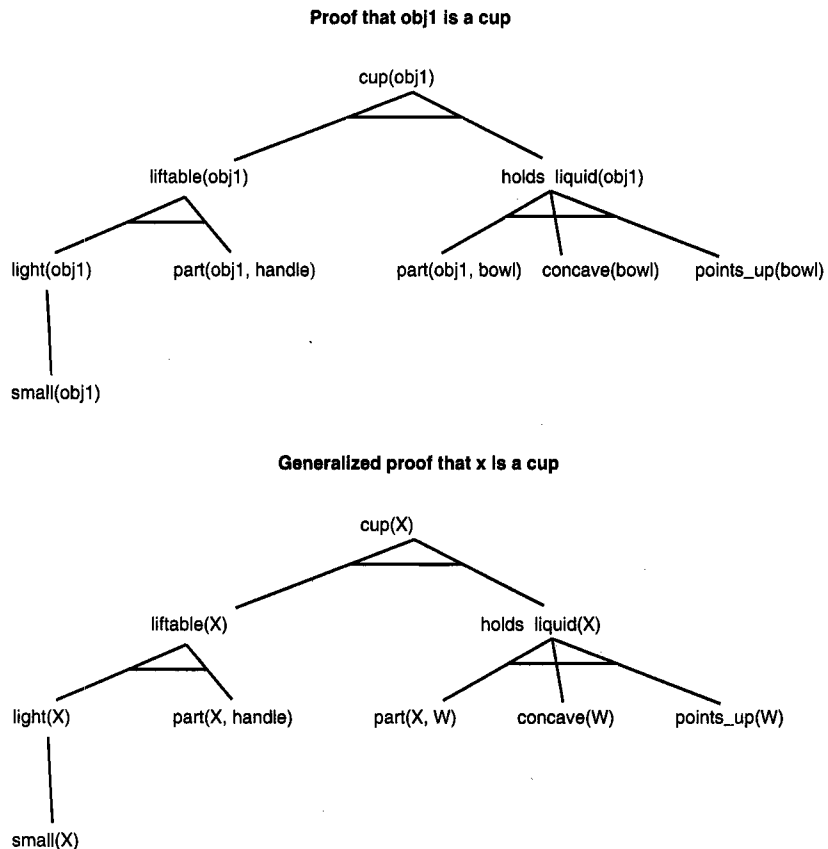 Proof that obj1 is a cup
cup(obj1)
liftable(obj1) holds liquid(obj1)
light(obj1) part(obj1, handle) part(obj1, bowl) concave(bowl) points_up(bowl)
small(obj1)
Generalized proof that x is a cup
cup(X)
liftable(X) holds liquid(X)
light(X) part(X, handle) part(X, W) concave(W) points_up(W)
small(X)